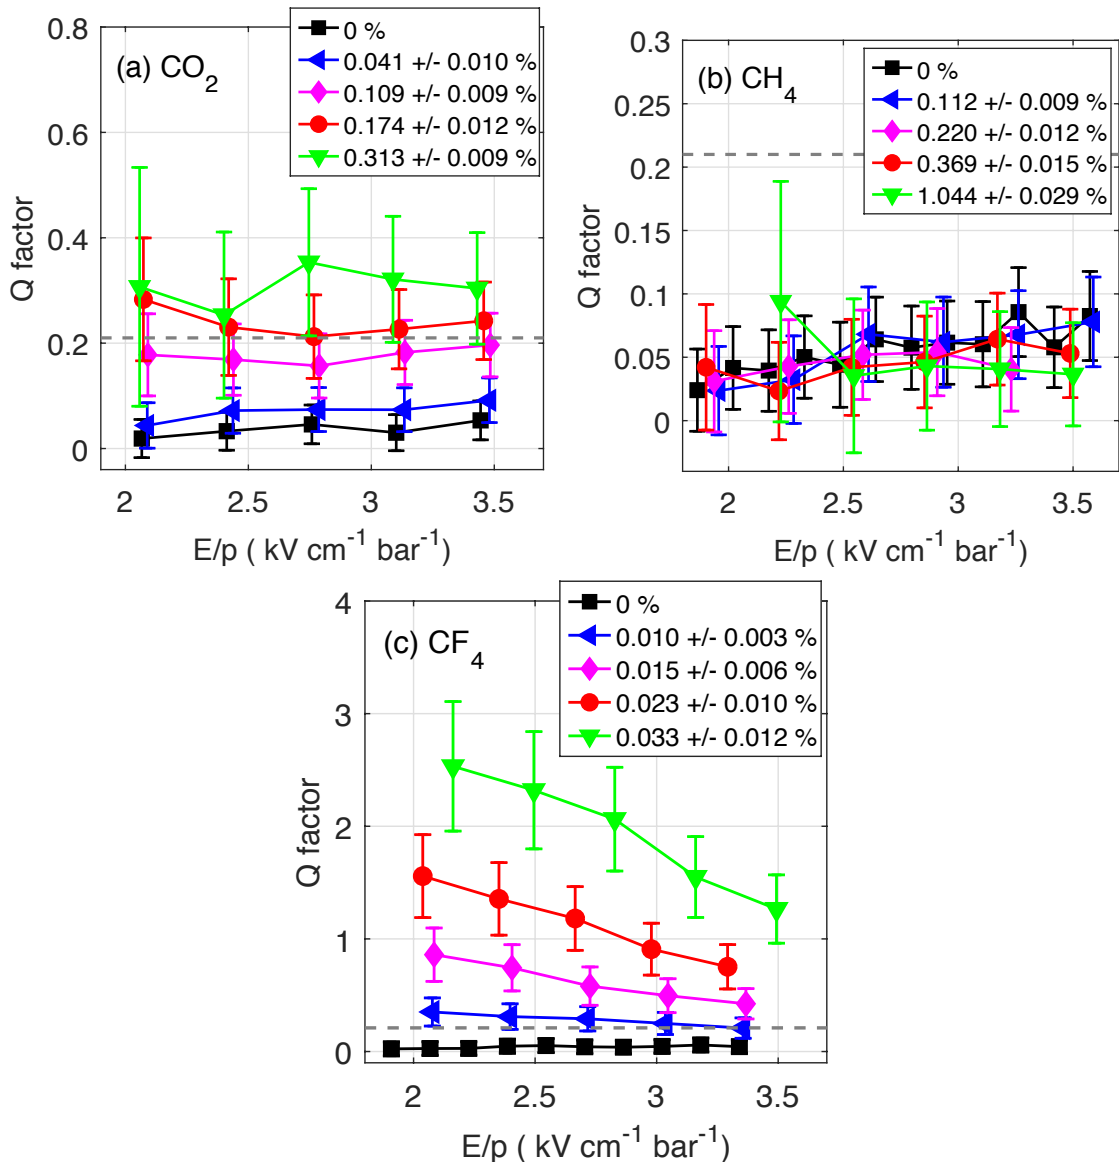 (a) CO2
0 %
0.041 +/- 0.010 %
0.109 +/- 0.009 %
0.174 +/- 0.012 %
0.313 +/- 0.009 %
0.8
0.6
0.4
0.2
0
Q factor
2
2.5
3
3.5
E/p ( kV cm-1 bar-1)
(b) CH4
0 %
0.112 +/- 0.009 %
0.220 +/- 0.012 %
0.369 +/- 0.015 %
1.044 +/- 0.029 %
0.3
0.25
0.2
0.15
0.1
0.05
0
Q factor
2
2.5
3
3.5
E/p ( kV cm-1 bar-1)
(c) CF4
0 %
0.010 +/- 0.003 %
0.015 +/- 0.006 %
0.023 +/- 0.010 %
0.033 +/- 0.012 %
4
3
2
1
0
Q factor
2
2.5
3
3.5
E/p ( kV cm-1 bar-1)